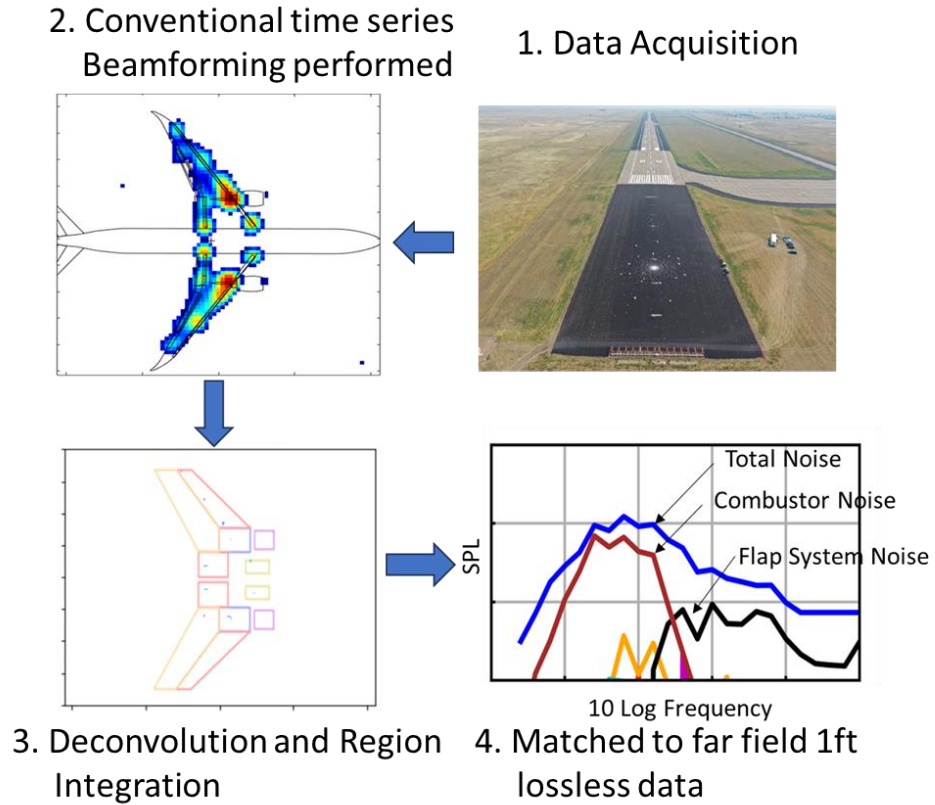 2. Conventional time series
Beamforming performed
1. Data Acquisition
Total Noise
Combustor Noise
Flap System Noise
SPL
10 Log Frequency
3. Deconvolution and Region
Integration
4. Matched to far field 1ft
lossless data